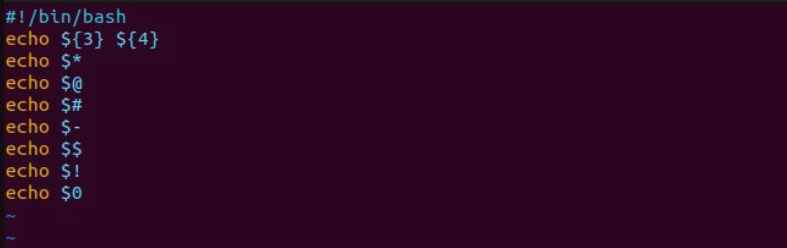 #!/bin/bash
echo ${3} ${4}
echo $*
echo $@
echo $#
echo $-
echo $$
echo $!
echo $0
~
~